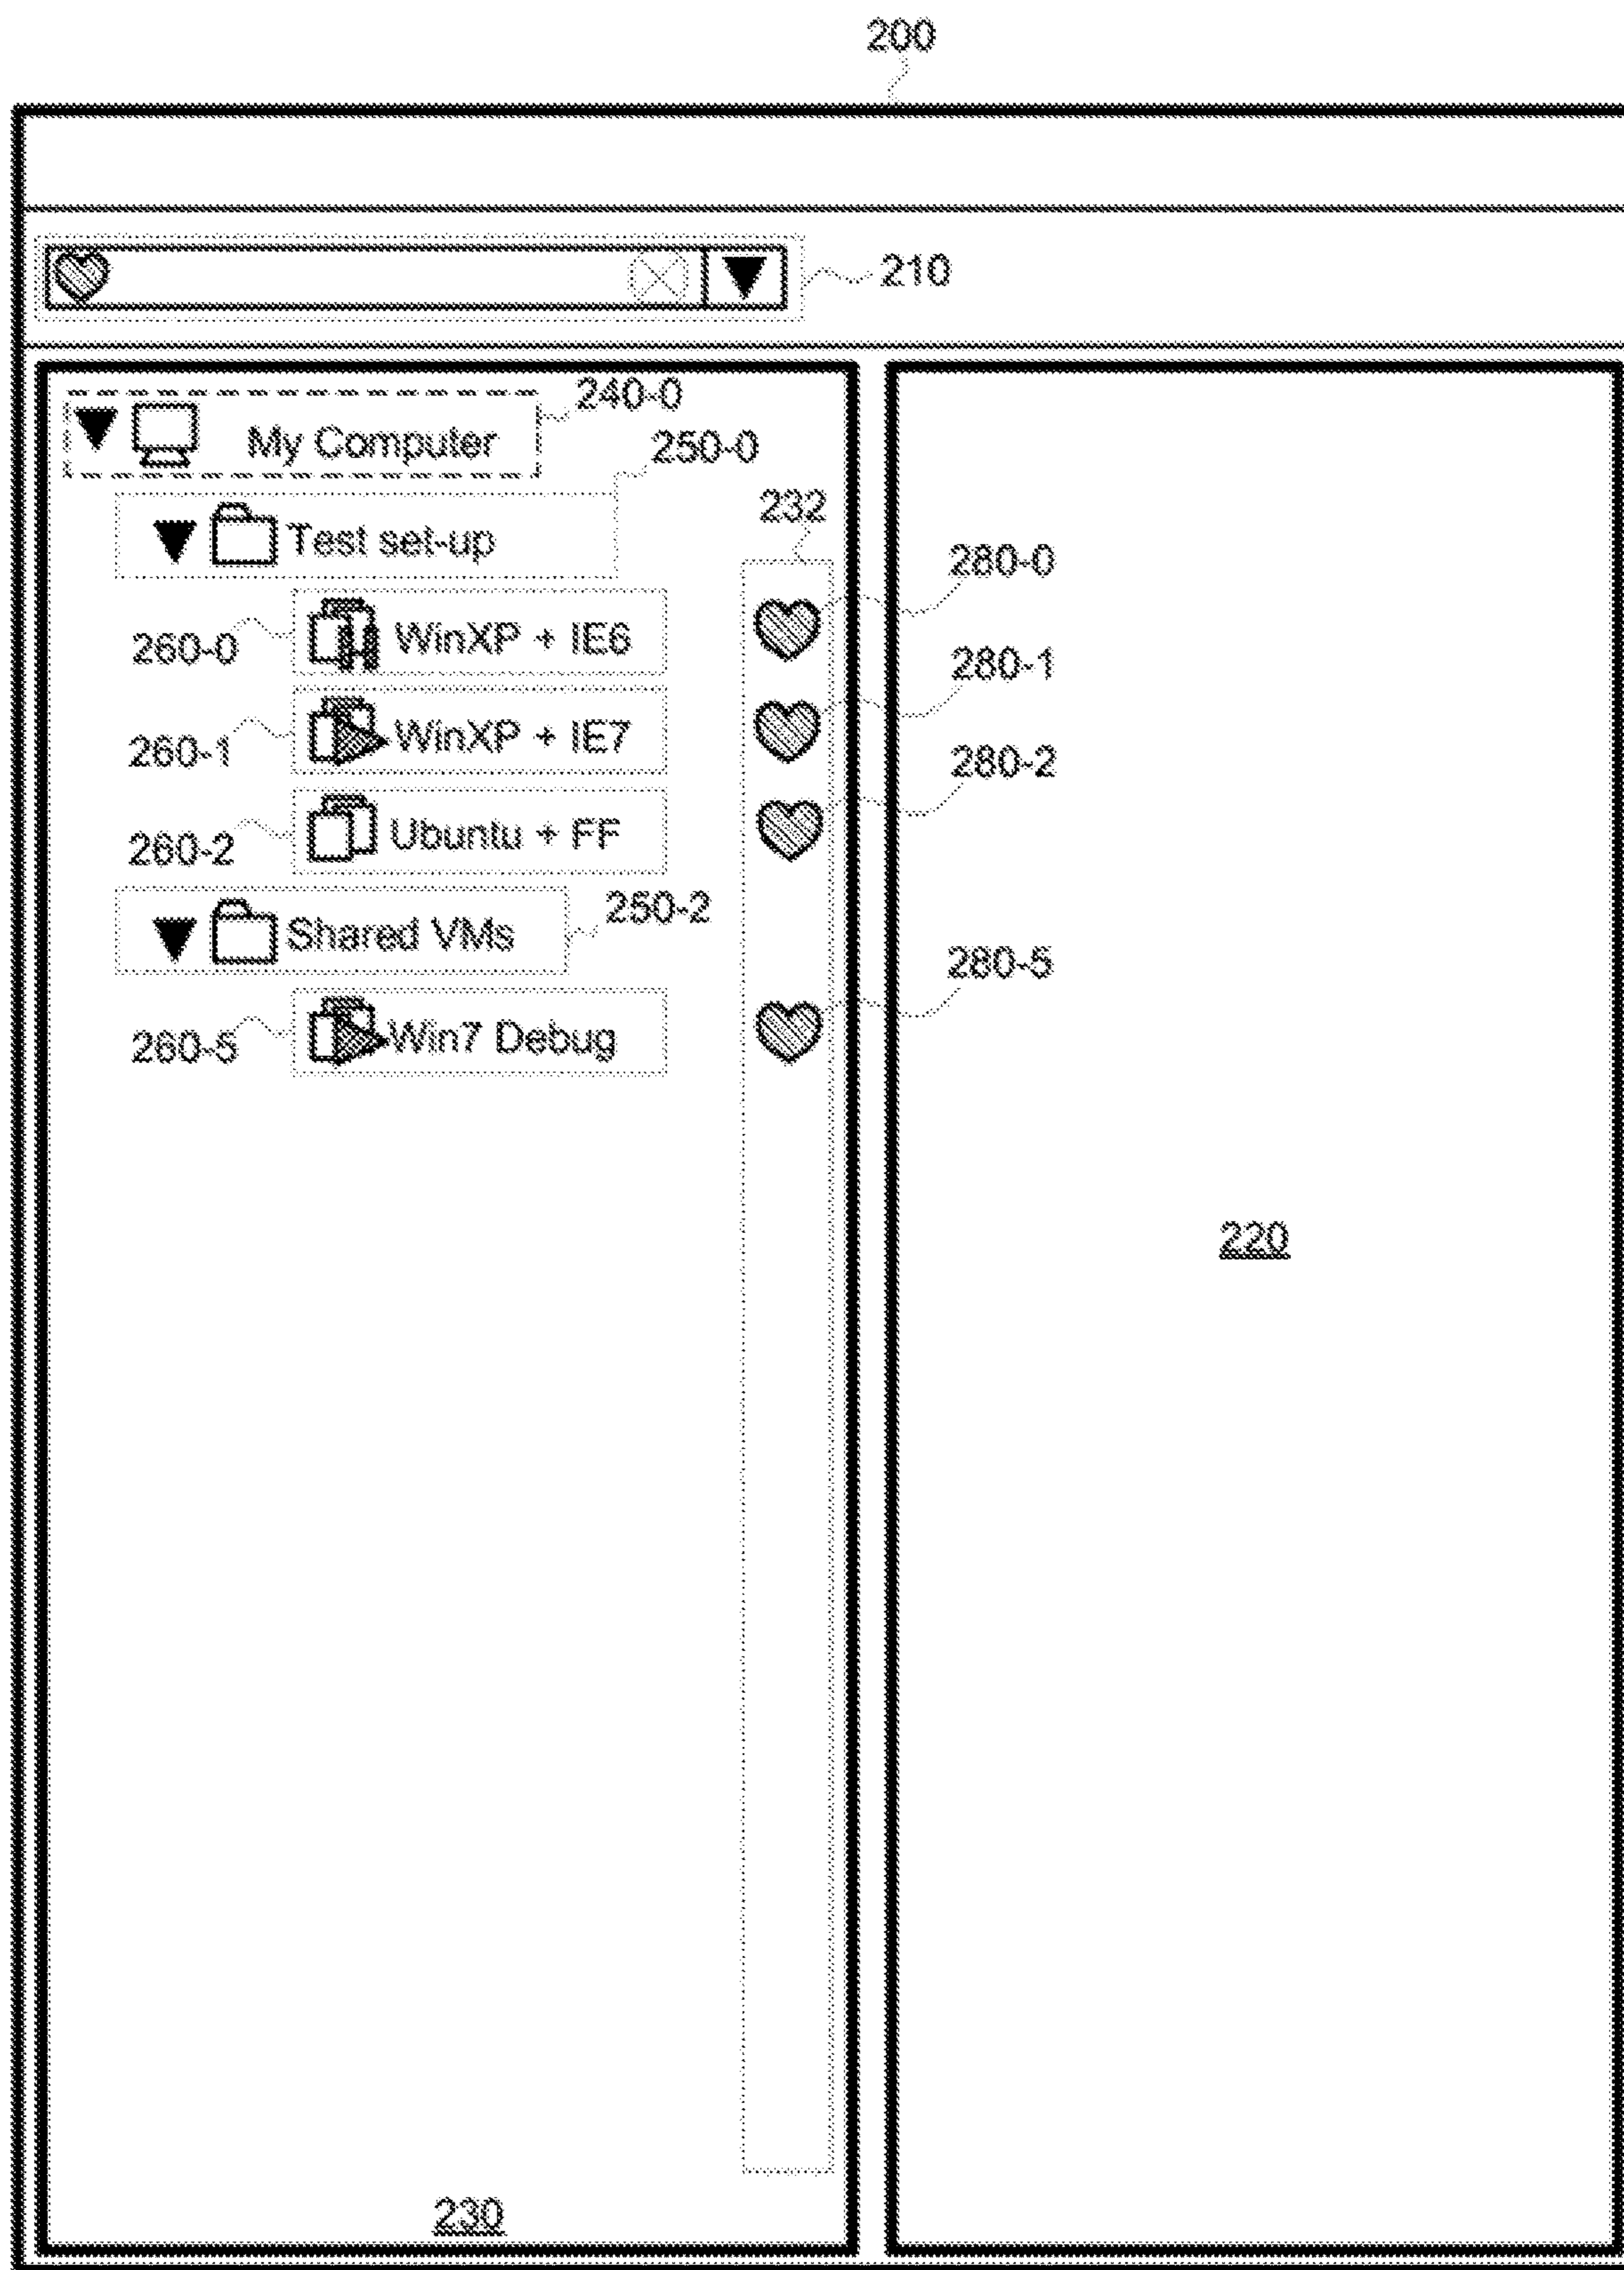 200
210
240-0
My Computer
250-0
232
Test set-up
280-0
260-0
WinXP + IE6
280-1
260-1
WinXP + IE7
280-2
260-2
Ubuntu + FF
250-2
Shared VMs
280-5
260-5
Win7 Debug
220
230